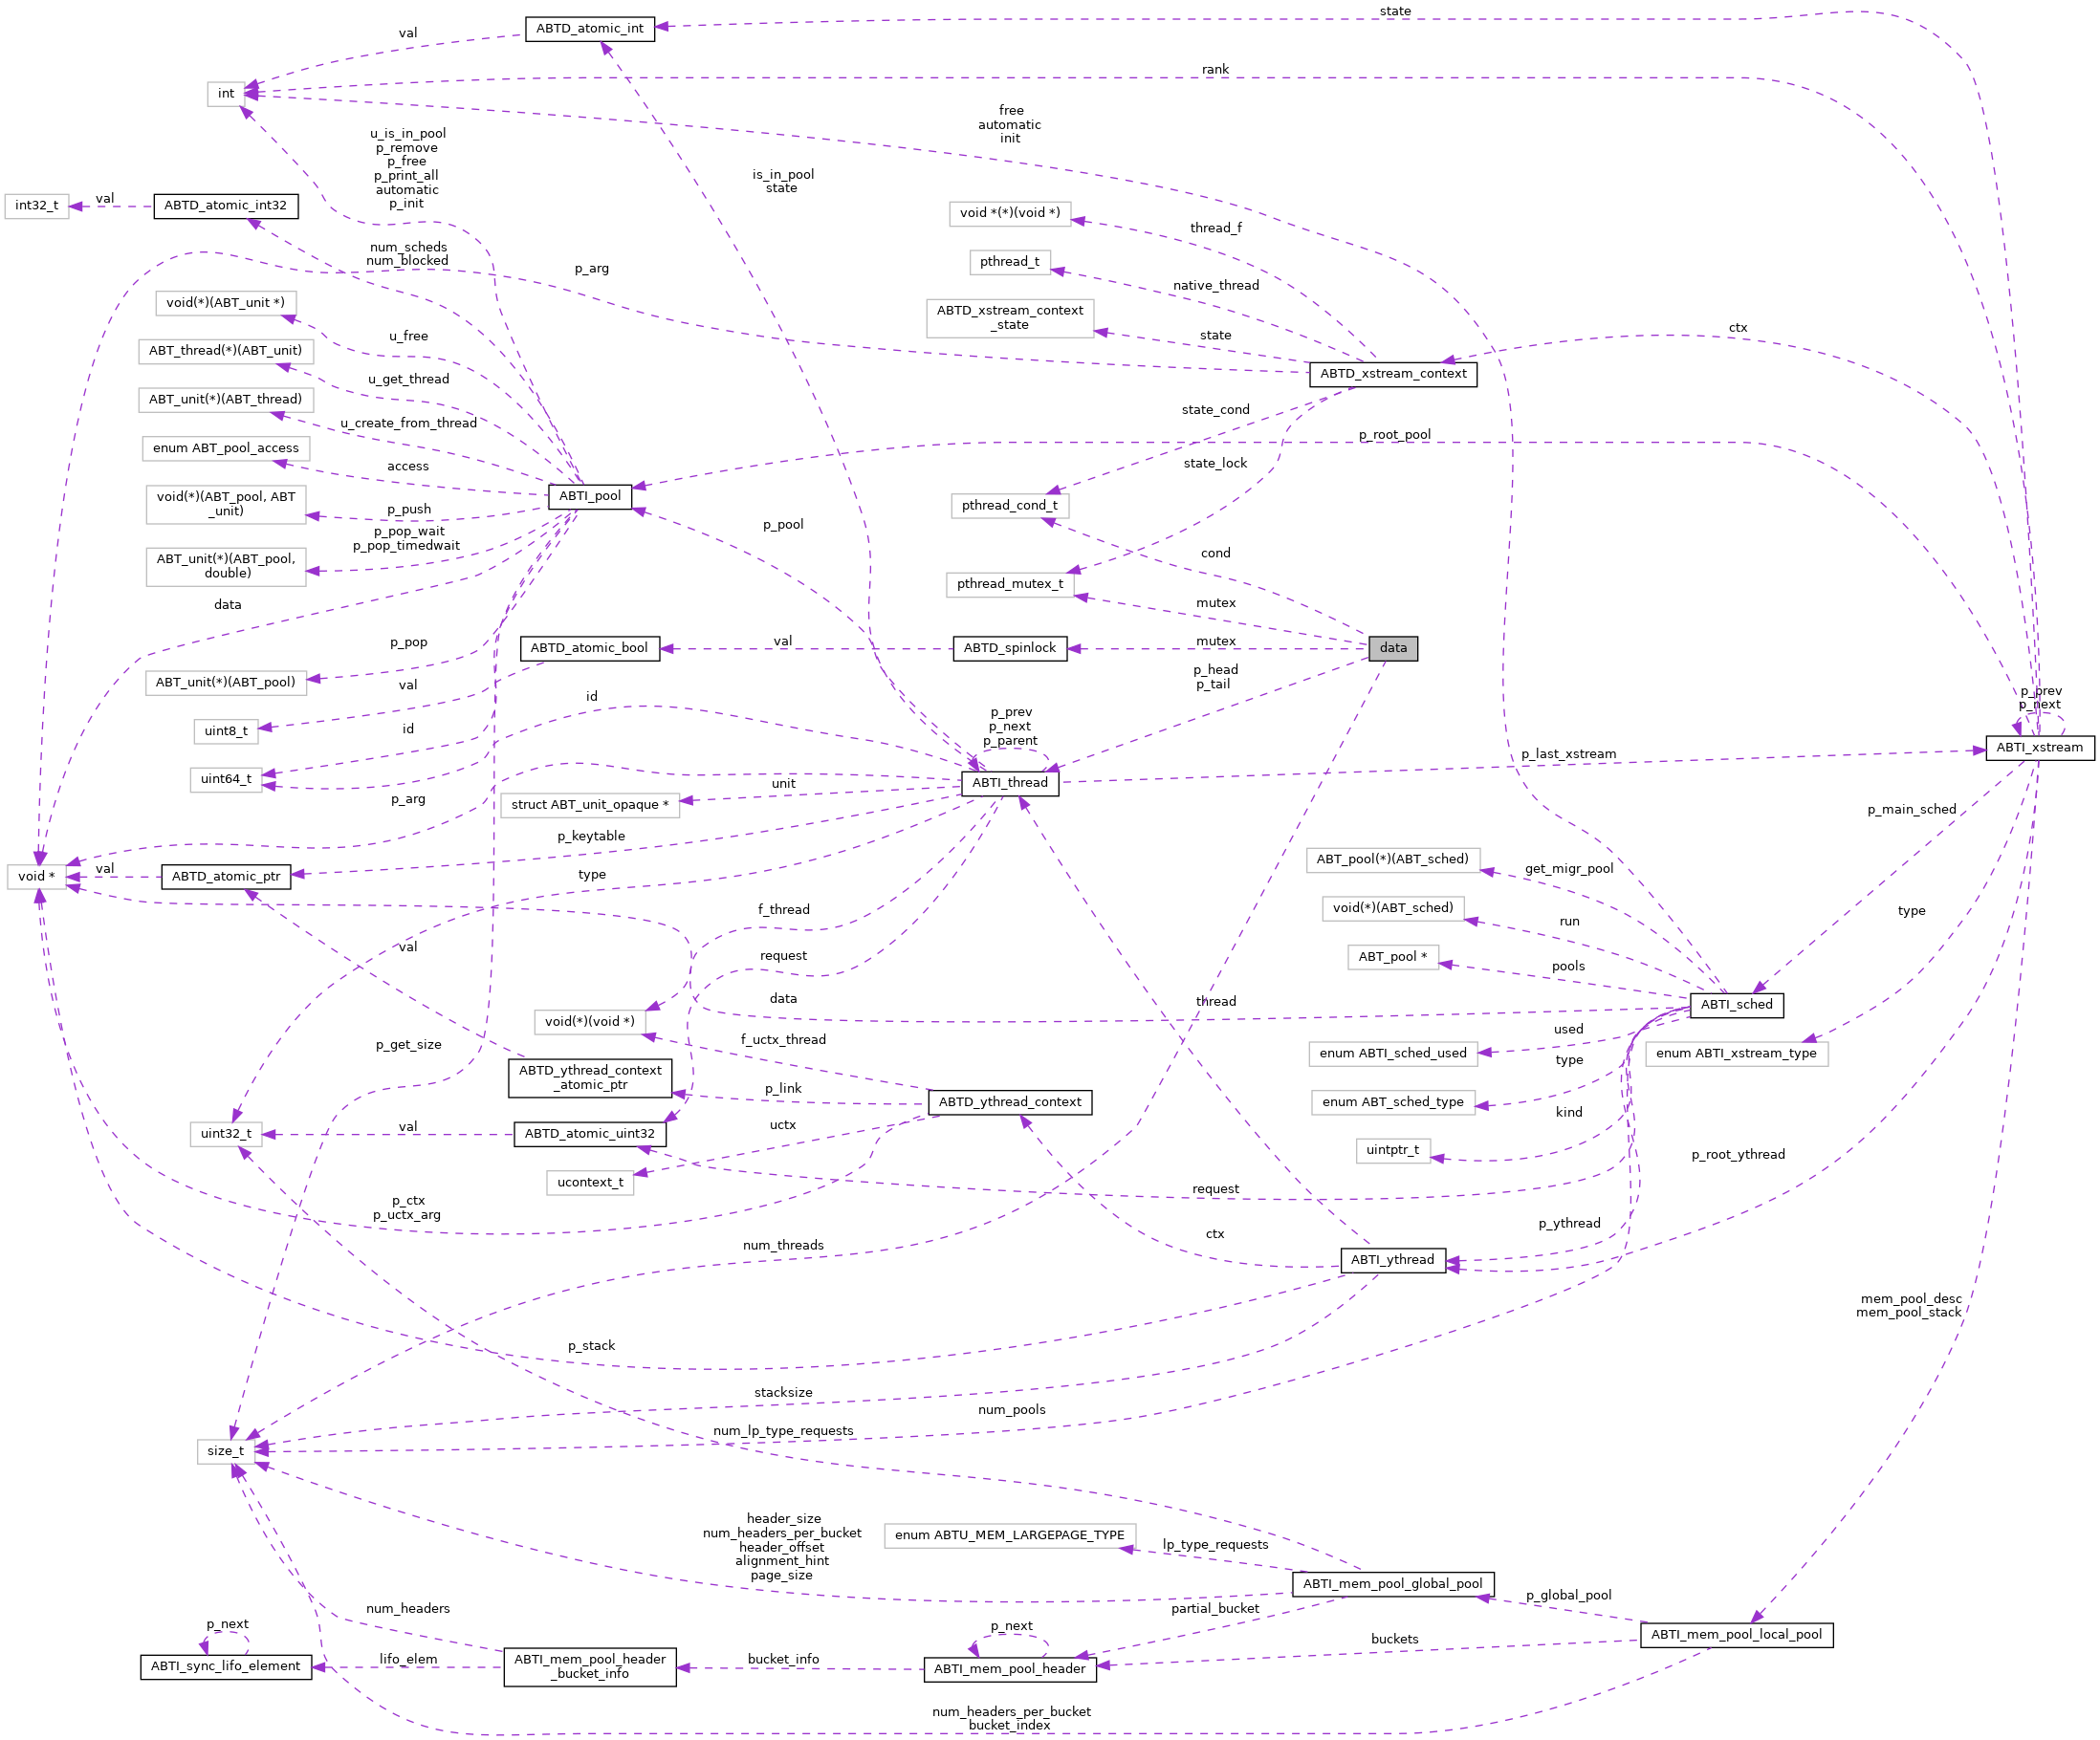 state
ABTD_atomic_int
val
rank
int
free
automatic
init
u_is_in_pool
p_remove
p_free
p_print_all
automatic
p_init
is_in_pool
state
int32_t
val
ABTD_atomic_int32
void *(*)(void *)
thread_f
num_scheds
num_blocked
p_arg
pthread_t
native_thread
void(*)(ABT_unit *)
ABTD_xstream_context
_state
state
ctx
u_free
ABT_thread(*)(ABT_unit)
ABTD_xstream_context
u_get_thread
ABT_unit(*)(ABT_thread)
state_cond
u_create_from_thread
p_root_pool
enum ABT_pool_access
access
state_lock
void(*)(ABT_pool, ABT
_unit)
ABTI_pool
p_push
pthread_cond_t
p_pop_wait
p_pop_timedwait
p_pool
ABT_unit(*)(ABT_pool,
double)
cond
pthread_mutex_t
data
mutex
p_pop
ABTD_atomic_bool
val
ABTD_spinlock
mutex
data
ABT_unit(*)(ABT_pool)
val
p_head
p_tail
id
p_prev
p_next
uint8_t
id
p_prev
p_next
p_parent
ABTI_xstream
p_last_xstream
uint64_t
ABTI_thread
unit
p_arg
struct ABT_unit_opaque *
p_main_sched
p_keytable
ABT_pool(*)(ABT_sched)
get_migr_pool
void *
val
ABTD_atomic_ptr
type
f_thread
void(*)(ABT_sched)
run
type
val
request
ABT_pool *
pools
data
thread
ABTI_sched
void(*)(void *)
used
p_get_size
f_uctx_thread
enum ABTI_sched_used
enum ABTI_xstream_type
type
ABTD_ythread_context
_atomic_ptr
p_link
ABTD_ythread_context
enum ABT_sched_type
kind
uint32_t
val
ABTD_atomic_uint32
uctx
uintptr_t
p_root_ythread
ucontext_t
request
p_ctx
p_uctx_arg
p_ythread
ctx
num_threads
ABTI_ythread
mem_pool_desc
mem_pool_stack
p_stack
stacksize
num_pools
num_lp_type_requests
size_t
header_size
num_headers_per_bucket
header_offset
alignment_hint
page_size
enum ABTU_MEM_LARGEPAGE_TYPE
lp_type_requests
ABTI_mem_pool_global_pool
p_global_pool
num_headers
partial_bucket
p_next
p_next
ABTI_mem_pool_local_pool
buckets
ABTI_sync_lifo_element
lifo_elem
ABTI_mem_pool_header
_bucket_info
bucket_info
ABTI_mem_pool_header
num_headers_per_bucket
bucket_index